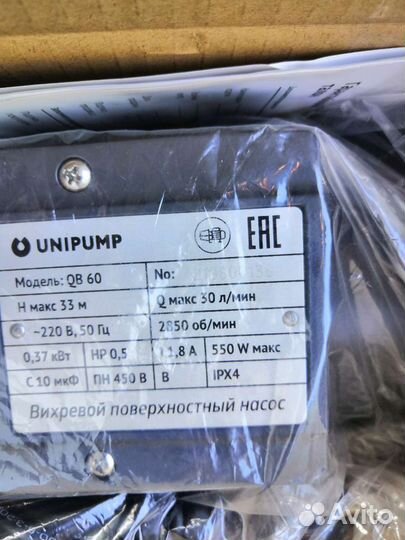 UNIPUMP
EAC
Модель: QB 60
No:
Н макс 33 м
Q макс 30 л/мин
~220 В, 50 Гц
2850 об/мин
0,37 кВт
HP 0,5
I 1,8 А
550 W макс
С 10 мкФ
ПН 450 В
В
IPX4
Вихревой поверхностный насос
Avito